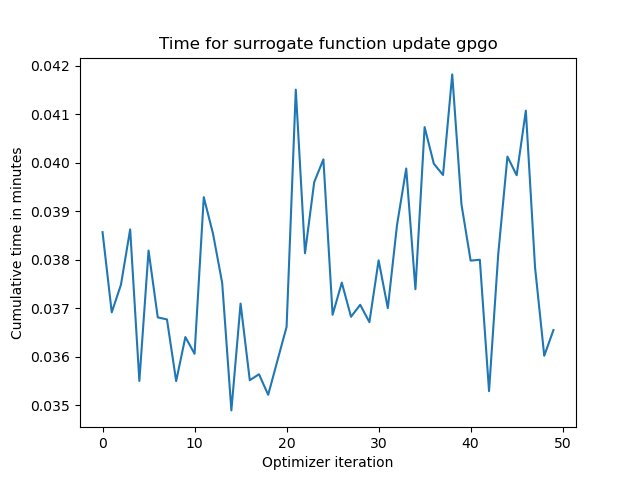 Time for surrogate function update gpgo
Cumulative time in minutes
0.042
0.041
0.040
0.039
0.038
0.037
0.036
0.035
0 10 20 30 40 50
Optimizer iteration